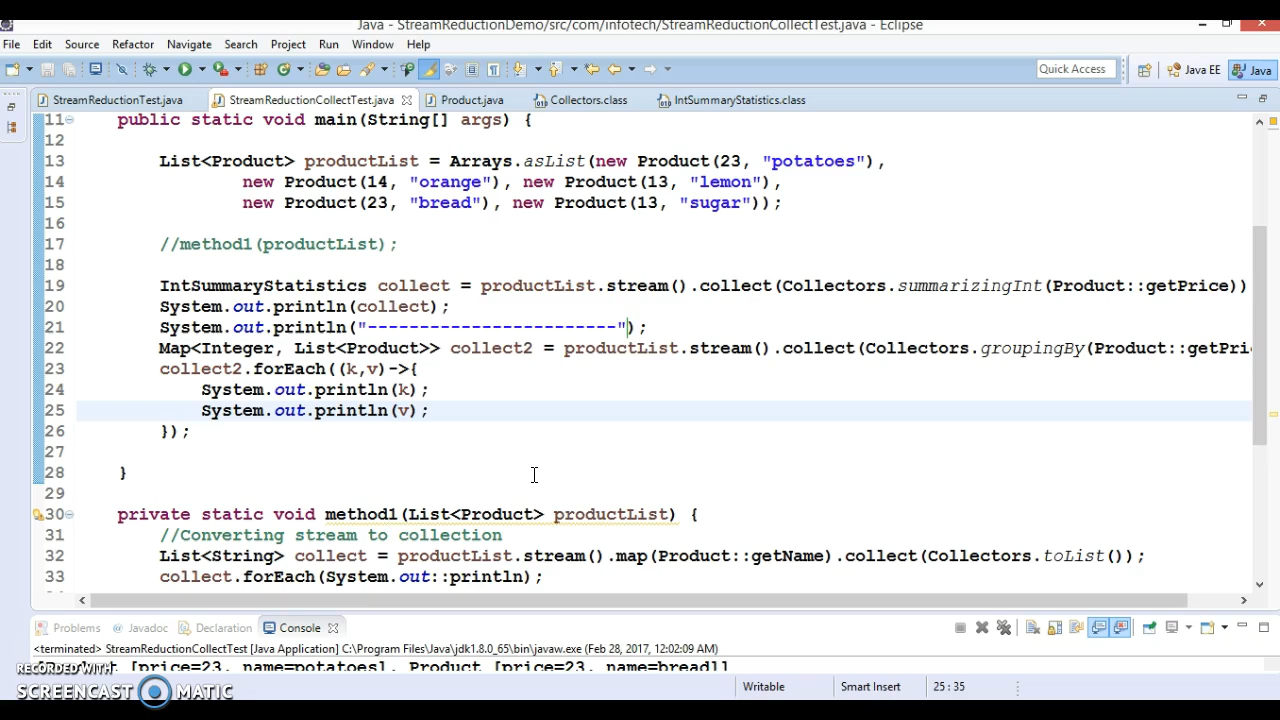 Java - StreamReductionDemo/src/com/infotech/StreamReductionCollectTest.java - Eclipse
File Edit Source Refactor Navigate Search Project Run Window Help
Quick Access Java EE Java
StreamReductionTest.java StreamReductionCollectTest.java Product.java Collectors.class IntSummaryStatistics.class
11 public static void main(String[] args) {
12
13 List<Product> productList = Arrays.asList(new Product(23, "potatoes"),
14 new Product(14, "orange"), new Product(13, "lemon"),
15 new Product(23, "bread"), new Product(13, "sugar"));
16
17 //method1(productList);
18
19 IntSummaryStatistics collect = productList.stream().collect(Collectors.summarizingInt(Product::getPrice))
20 System.out.println(collect);
21 System.out.println("------------------------");
22 Map<Integer, List<Product>> collect2 = productList.stream().collect(Collectors.groupingBy(Product::getPri
23 collect2.forEach((k,v)->{
24 System.out.println(k);
25 System.out.println(v);
26 });
27
28 }
29
30 private static void method1(List<Product> productList) {
31 //Converting stream to collection
32 List<String> collect = productList.stream().map(Product::getName).collect(Collectors.toList());
33 collect.forEach(System.out::println);
Problems Javadoc Declaration Console
<terminated> StreamReductionCollectTest [Java Application] C:\Program Files\Java\jdk1.8.0_65\bin\javaw.exe (Feb 28, 2017, 12:02:09 AM)
[price=23, name=potatoes], Product [price=23, name=bread]]
RECORDED WITH
SCREENCAST MATIC
Writable Smart Insert 25 : 35